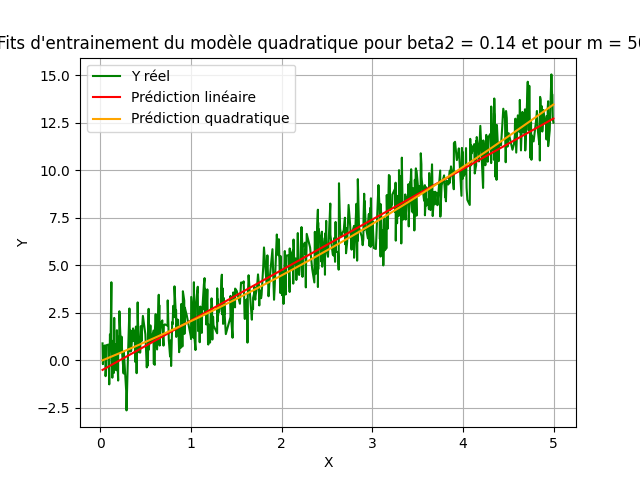 Fits d'entrainement du modèle quadratique pour beta2 = 0.14 et pour m = 50
Y réel
Prédiction linéaire
Prédiction quadratique
15.0
12.5
10.0
7.5
5.0
2.5
0.0
−2.5
Y
0 1 2 3 4 5
X